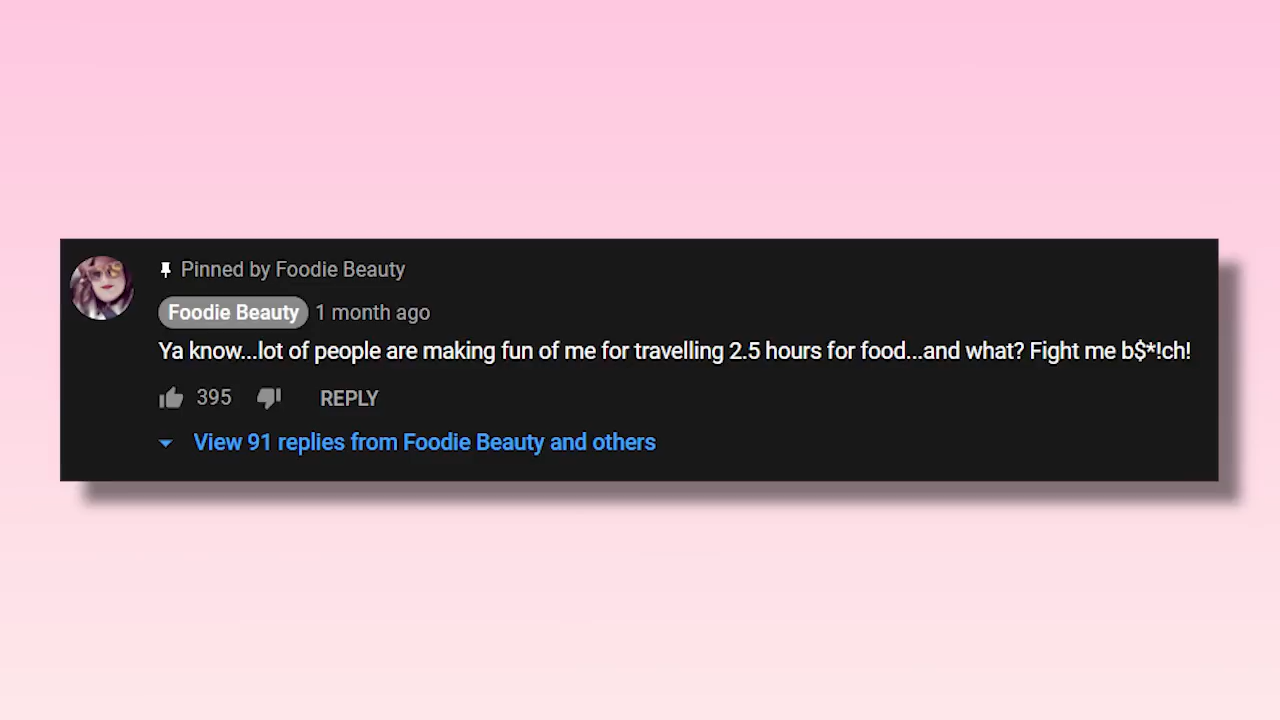 Pinned by Foodie Beauty
Foodie Beauty 1 month ago
Ya know...lot of people are making fun of me for travelling 2.5 hours for food...and what? Fight me b$*!ch!
395 REPLY
View 91 replies from Foodie Beauty and others